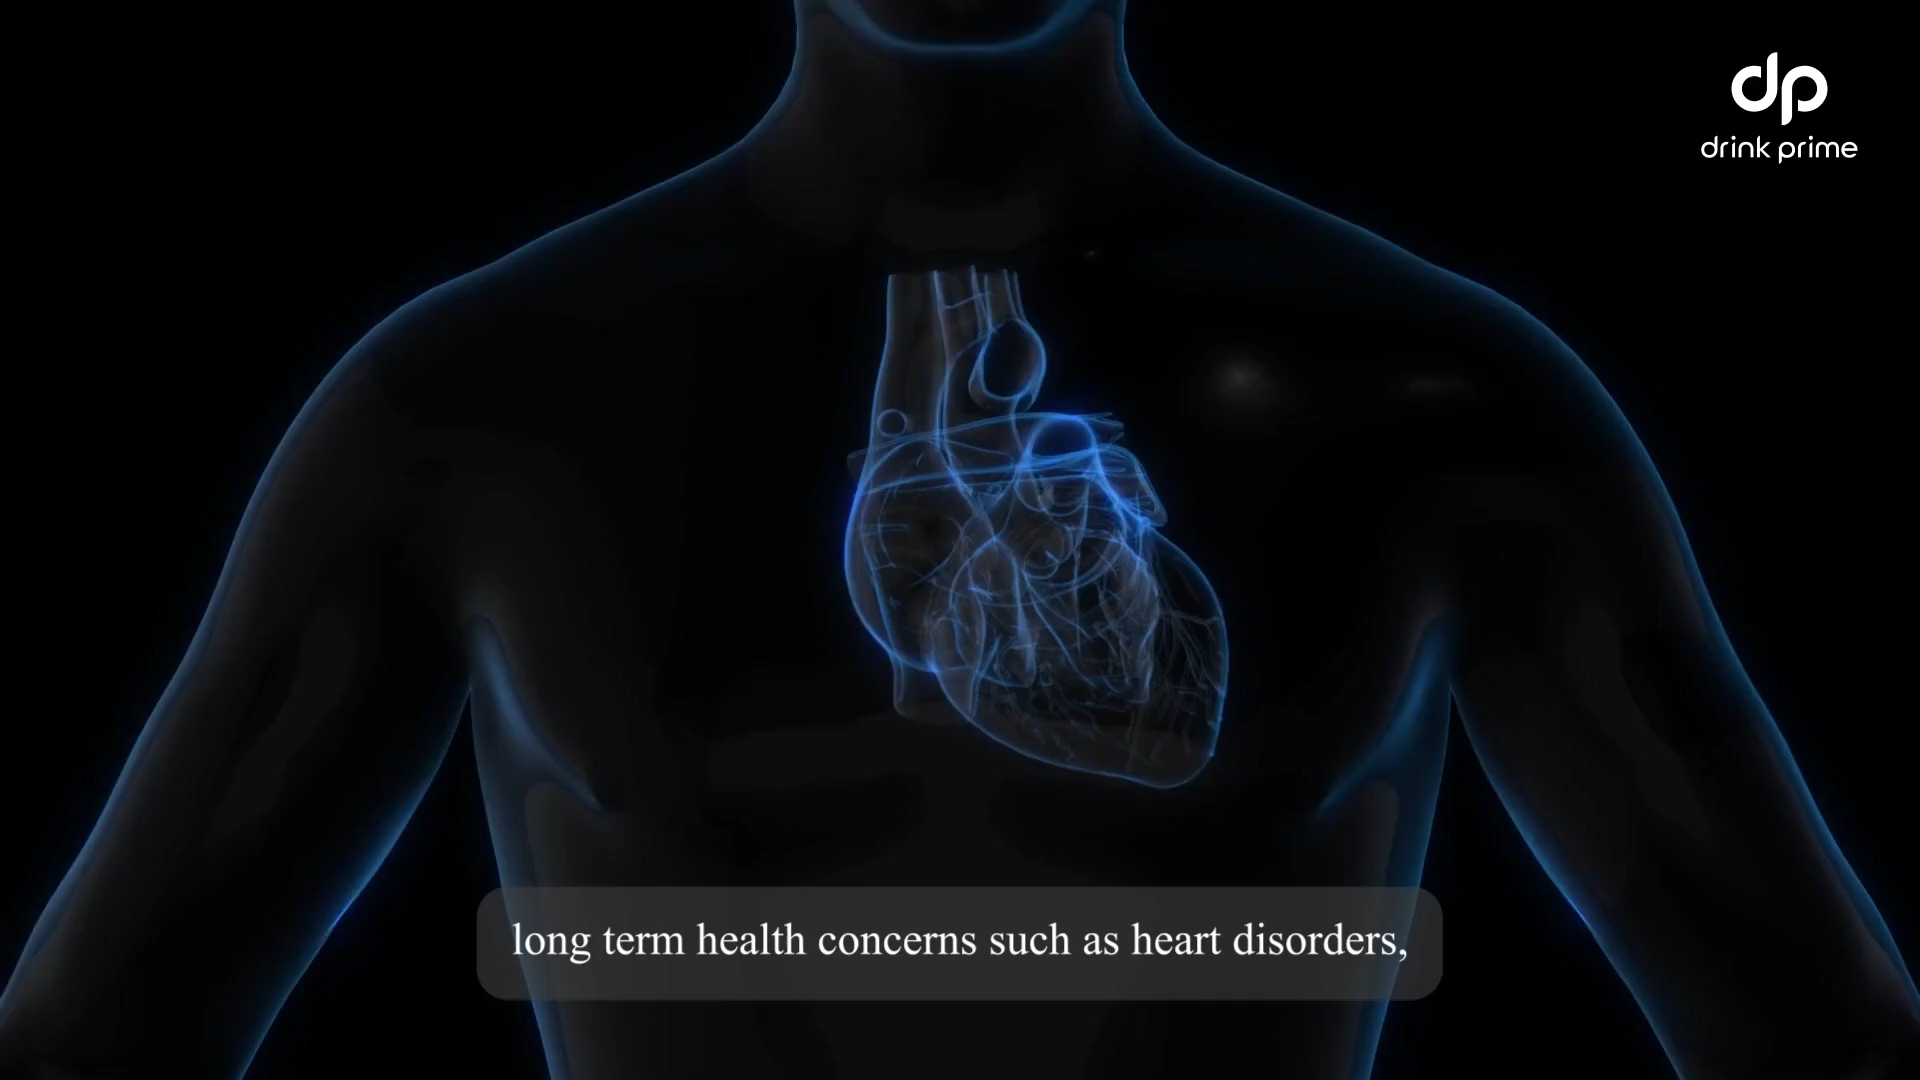 dp
drink prime
long term health concerns such as heart disorders,